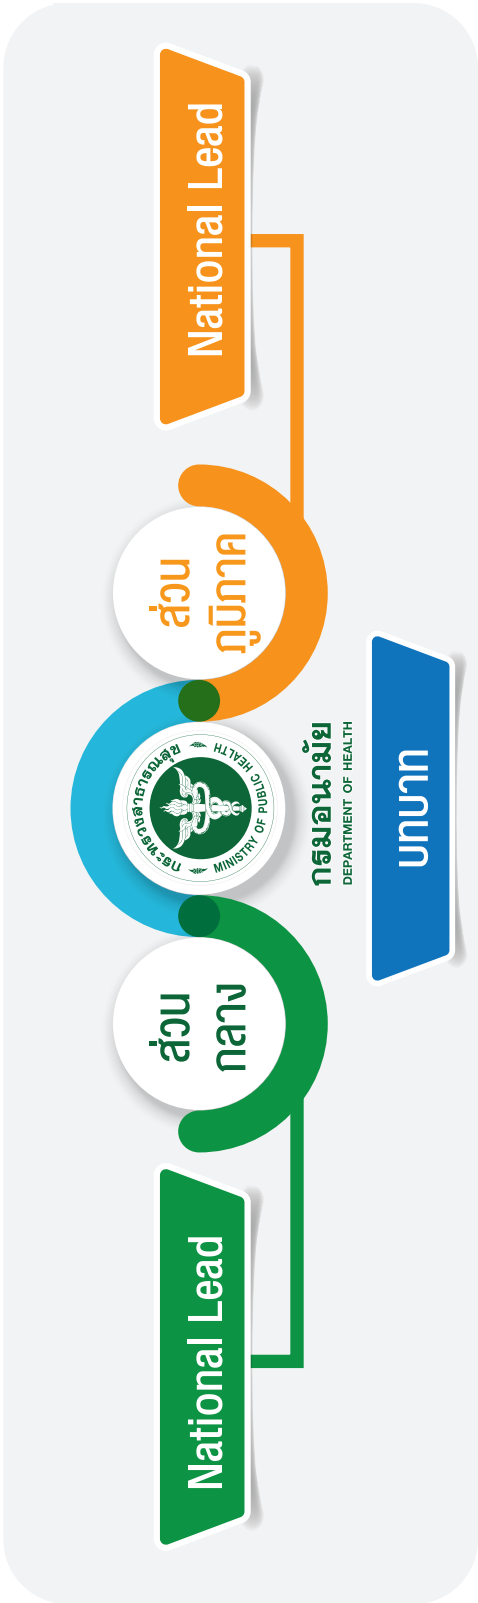 National Lead
ส่วน
กลาง
กระทรวงสาธารณสุข
MINISTRY OF PUBLIC HEALTH
กรมอนามัย
DEPARTMENT OF HEALTH
บทบาท
ส่วน
ภูมิภาค
National Lead